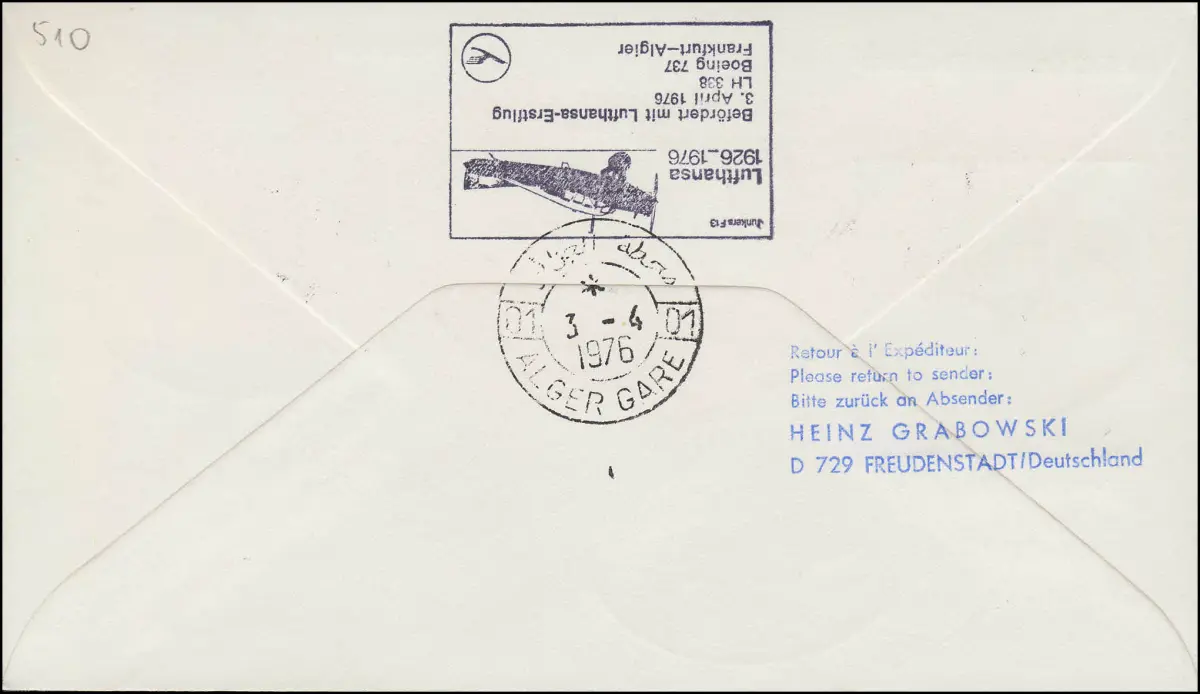 510
Junkers F13
Lufthansa
1926–1976
Befördert mit Lufthansa-Erstflug
3. April 1976
LH 338
Boeing 737
Frankfurt–Algier
محطة الجزائر
01 3 - 4 01
1976
ALGER GARE
Retour à l' Expéditeur:
Please return to sender:
Bitte zurück an Absender:
HEINZ GRABOWSKI
D 729 FREUDENSTADT/Deutschland